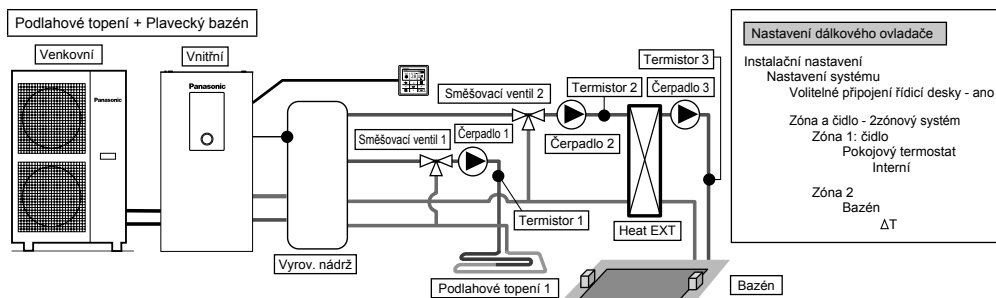 Podlahové topení + Plavecký bazén
Venkovní
Vnitřní
Panasonic
Panasonic
Směšovací ventil 2
Termistor 2
Termistor 3
Čerpadlo 3
Směšovací ventil 1
Čerpadlo 1
Čerpadlo 2
Termistor 1
Heat EXT
Vyrov. nádrž
Podlahové topení 1
Bazén
Nastavení dálkového ovladače
Instalační nastavení
Nastavení systému
Volitelné připojení řídicí desky - ano
Zóna a čidlo - 2zónový systém
Zóna 1: čidlo
Pokojový termostat
Interní
Zóna 2
Bazén
ΔT